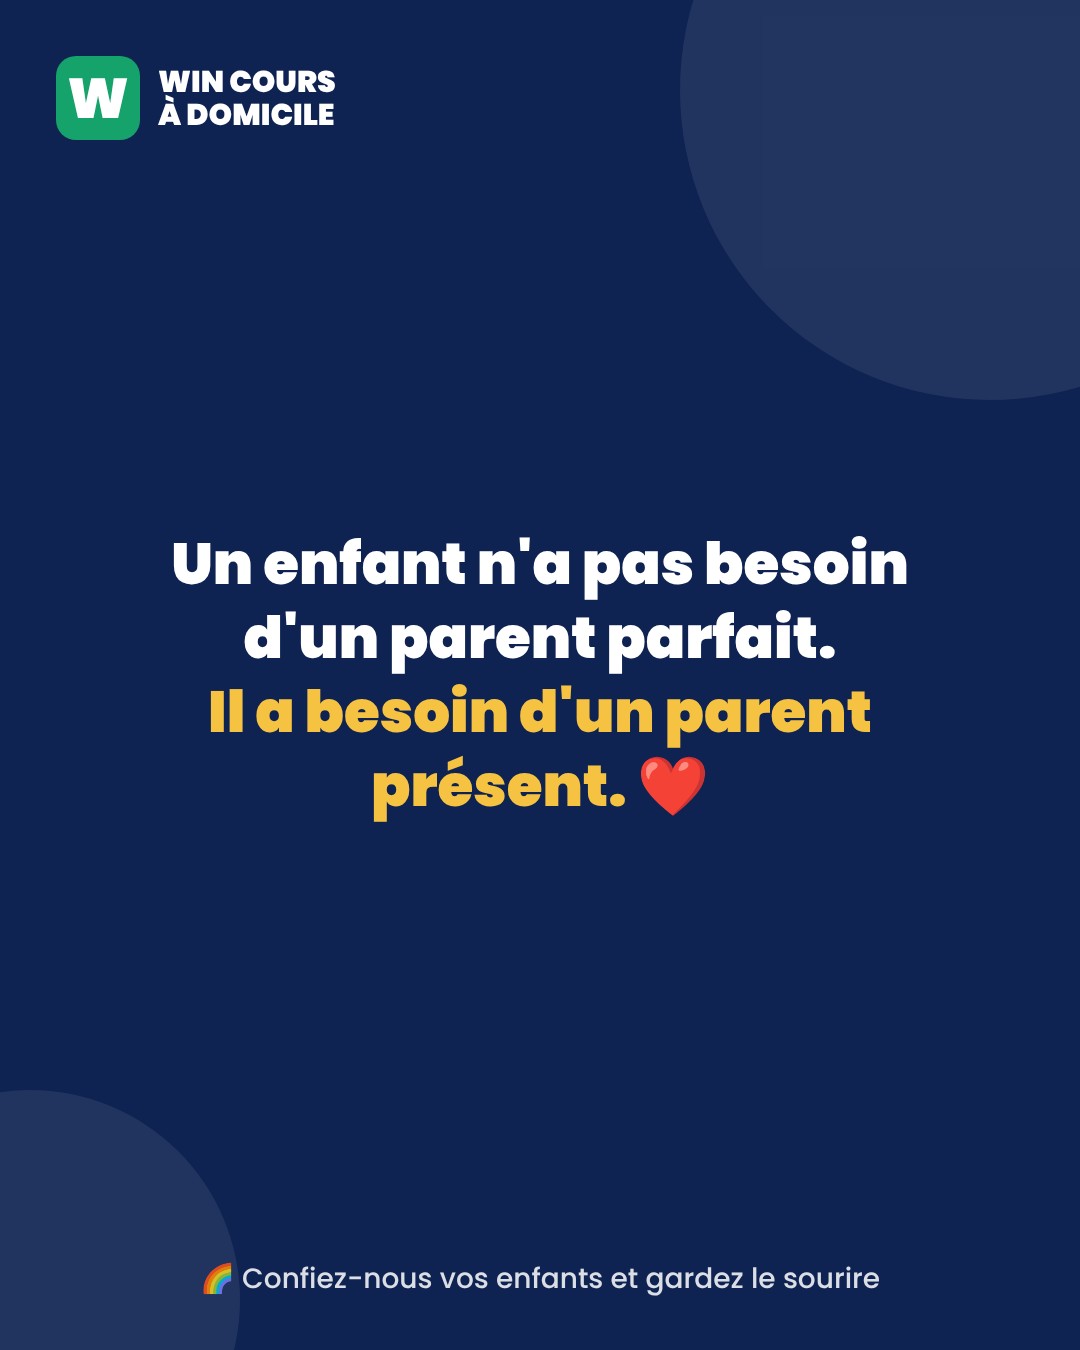 W
WIN COURS
À DOMICILE
Un enfant n'a pas besoin
d'un parent parfait.
Il a besoin d'un parent
présent. ❤️
🌈 Confiez-nous vos enfants et gardez le sourire